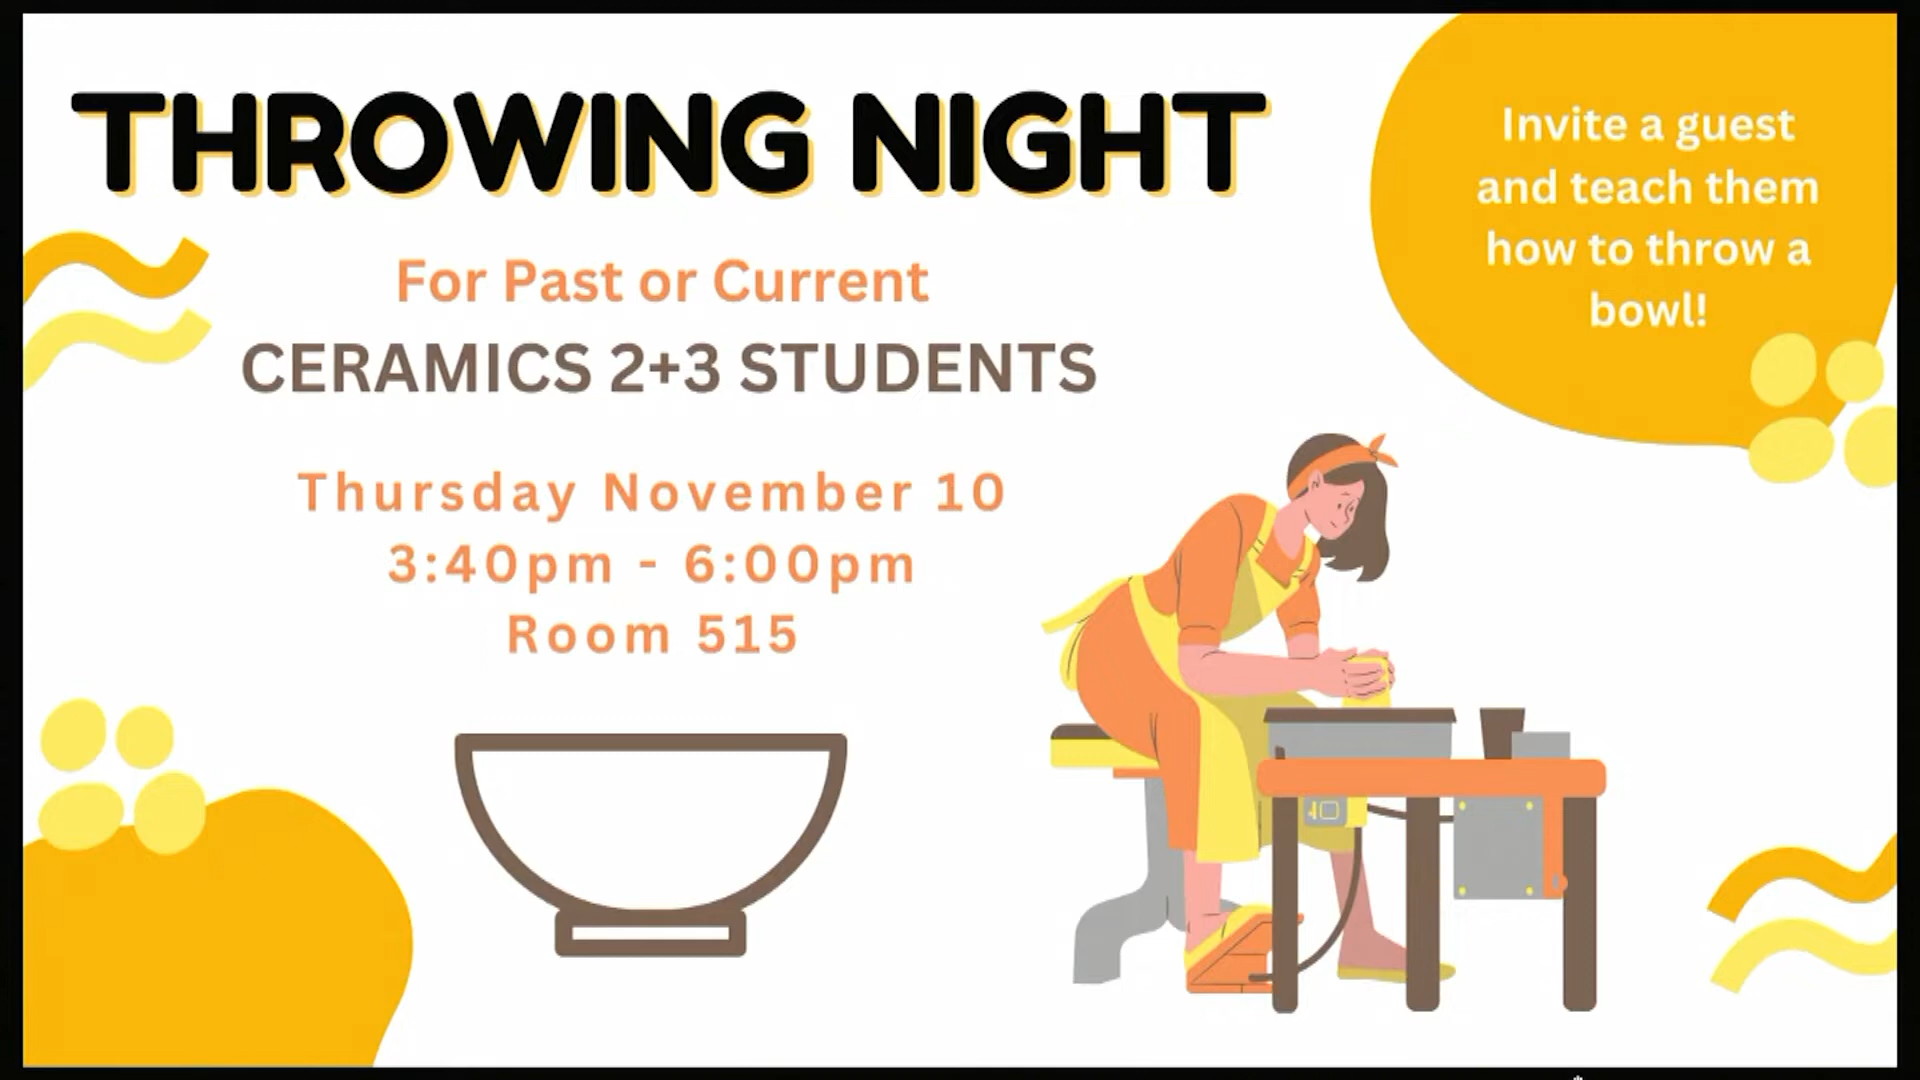 THROWING NIGHT
For Past or Current
CERAMICS 2+3 STUDENTS
Thursday November 10
3:40pm - 6:00pm
Room 515
Invite a guest
and teach them
how to throw a
bowl!